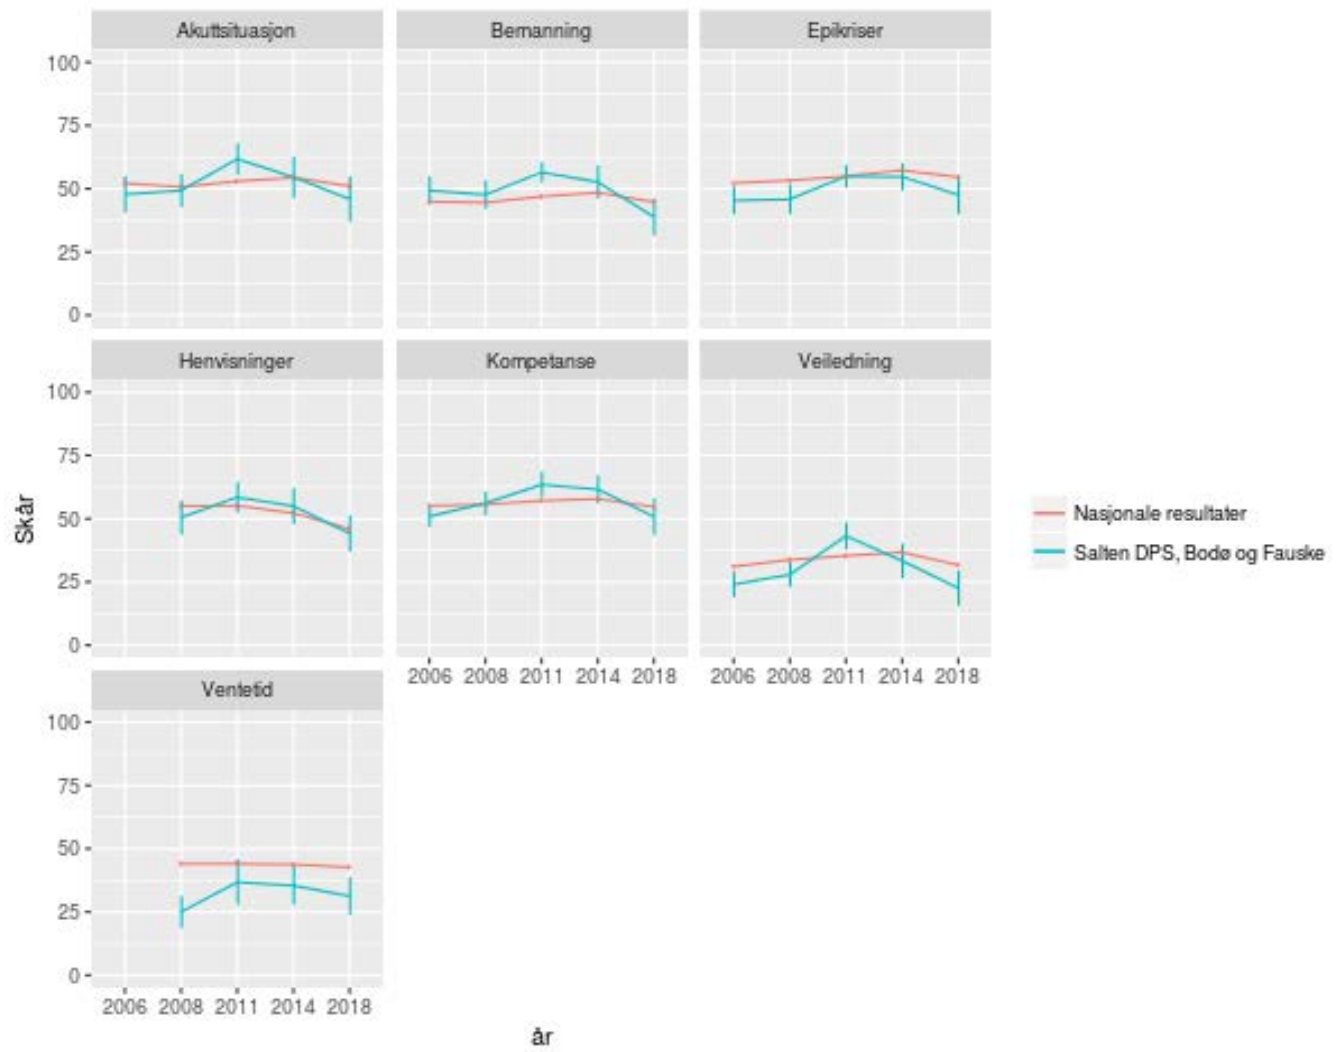 Akuttsituasjon
Bemanning
Epikriser
100
75
50
25
0
Henvisninger
Kompetanse
Veiledning
100
75
50
25
0
Skår
2006 2008 2011 2014 2018
2006 2008 2011 2014 2018
Ventetid
100
75
50
25
0
2006 2008 2011 2014 2018
år
Nasjonale resultater
Salten DPS, Bodø og Fauske